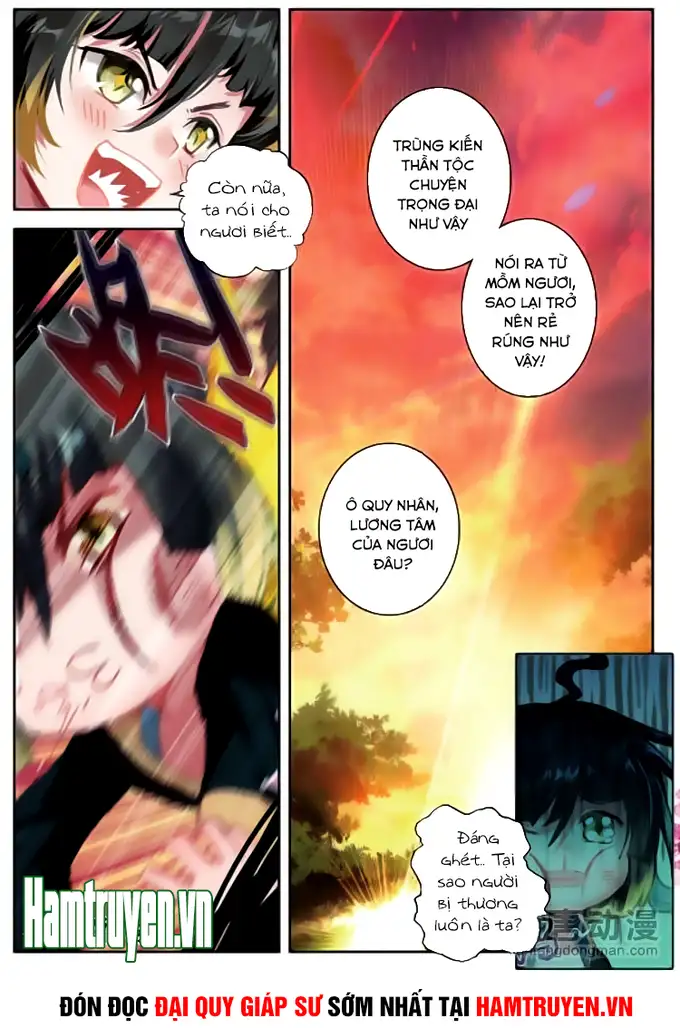 Còn nữa,
ta nói cho
ngươi biết..
TRÙNG KIẾN
THẦN TỘC
CHUYỆN
TRỌNG ĐẠI
NHƯ VẬY
NÓI RA TỪ
MỒM NGƯƠI,
SAO LẠI TRỞ
NÊN RẺ
RÚNG NHƯ
VẬY!
Ô QUY NHÂN,
LƯƠNG TÂM
CỦA NGƯƠI
ĐÂU?
Đáng
ghét.. Tại
sao người
bị thương
luôn là ta?
Hamtruyen.vn
动漫
ĐÓN ĐỌC ĐẠI QUY GIÁP SƯ SỚM NHẤT TẠI HAMTRUYEN.VN